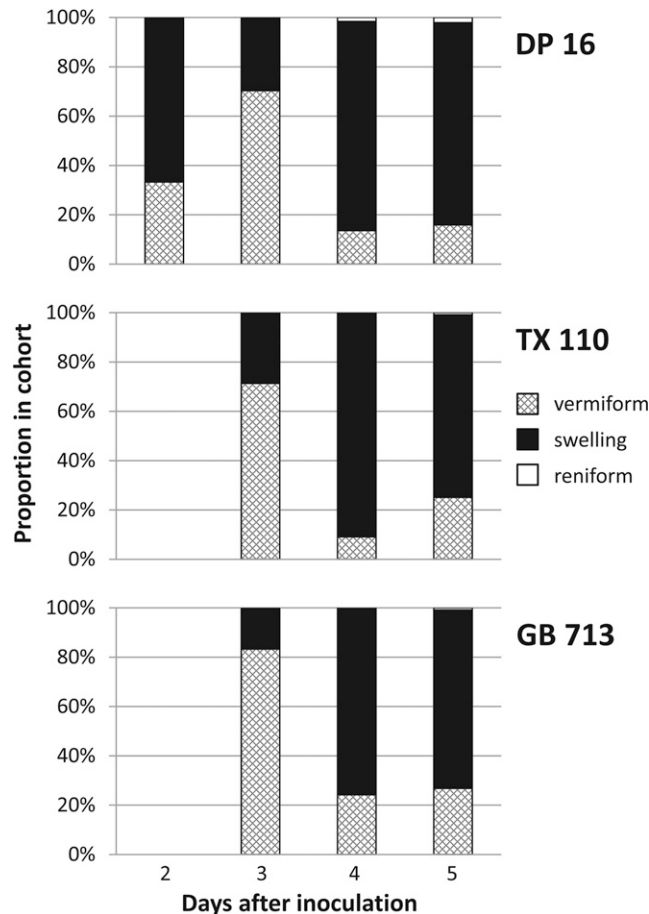 100%
80%
60%
40%
20%
0%
DP 16
100%
80%
60%
40%
20%
0%
TX 110
vermiform
swelling
reniform
Proportion in cohort
100%
80%
60%
40%
20%
0%
GB 713
2 3 4 5
Days after inoculation